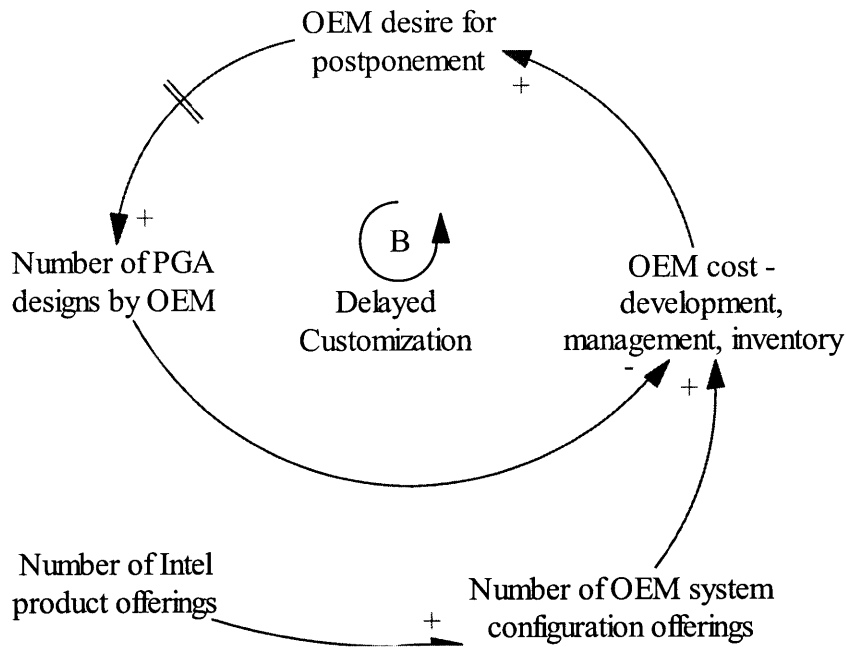 OEM desire for
postponement
+
+
Number of PGA
designs by OEM
B
Delayed
Customization
OEM cost -
development,
management, inventory
-
+
Number of Intel
product offerings
+
Number of OEM system
configuration offerings